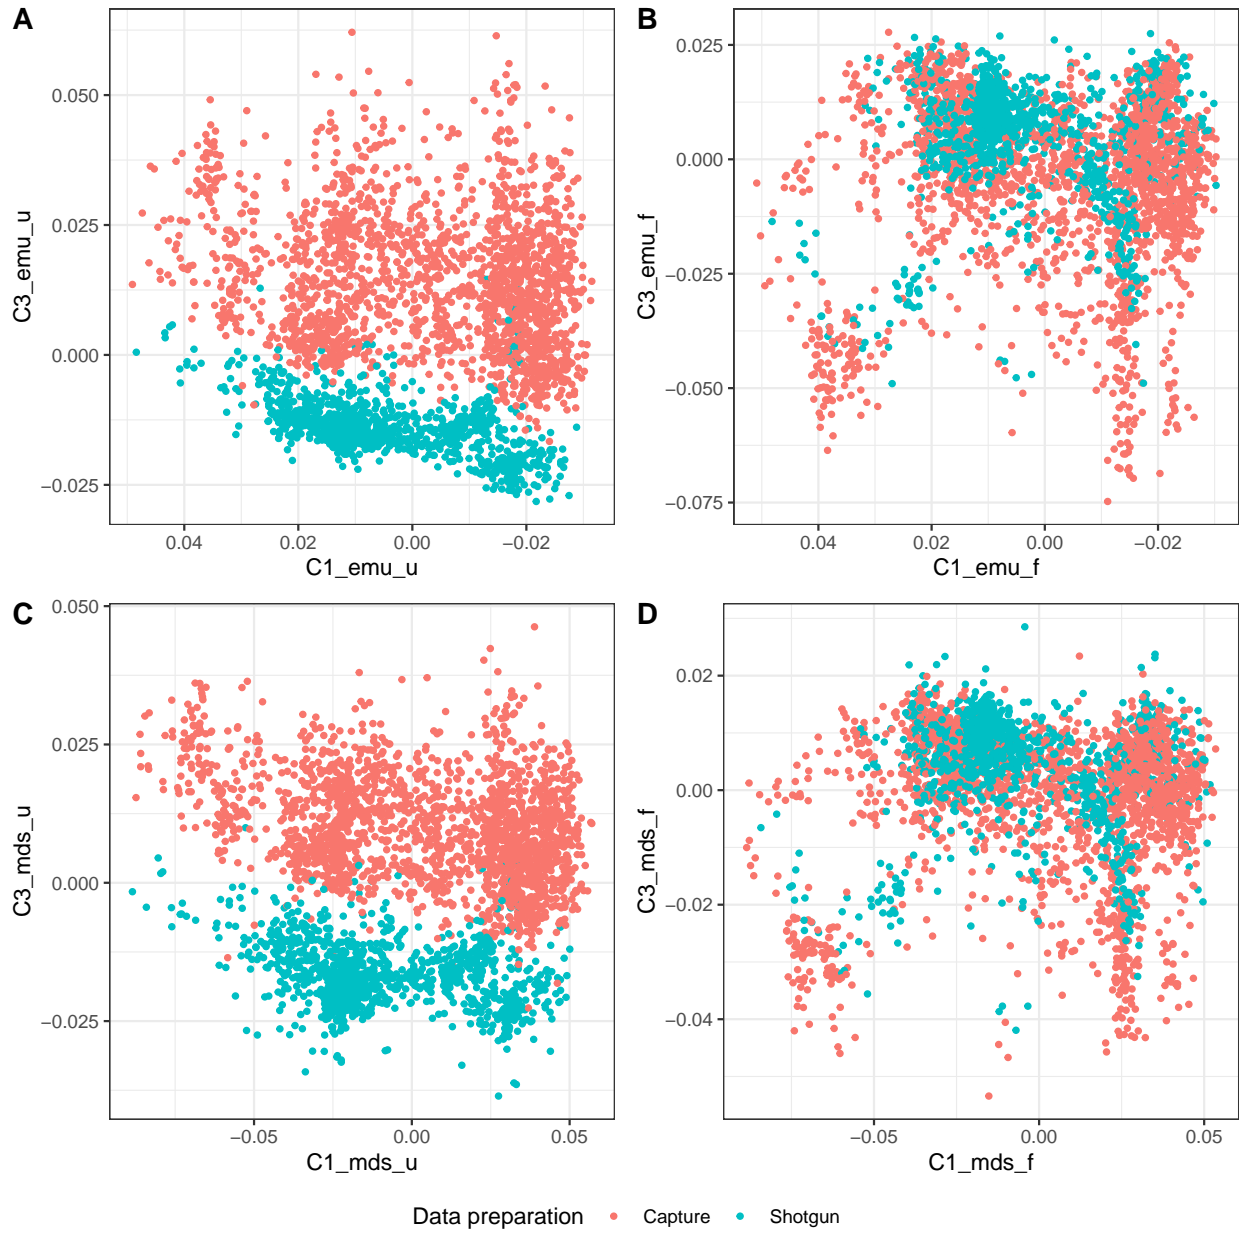 A
C3_emu_u
0.050
0.025
0.000
−0.025
0.04
0.02
0.00
−0.02
C1_emu_u
B
C3_emu_f
0.025
0.000
−0.025
−0.050
−0.075
0.04
0.02
0.00
−0.02
C1_emu_f
C
C3_mds_u
0.050
0.025
0.000
−0.025
−0.05
0.00
0.05
C1_mds_u
D
C3_mds_f
0.02
0.00
−0.02
−0.04
−0.05
0.00
0.05
C1_mds_f
Data preparation Capture Shotgun